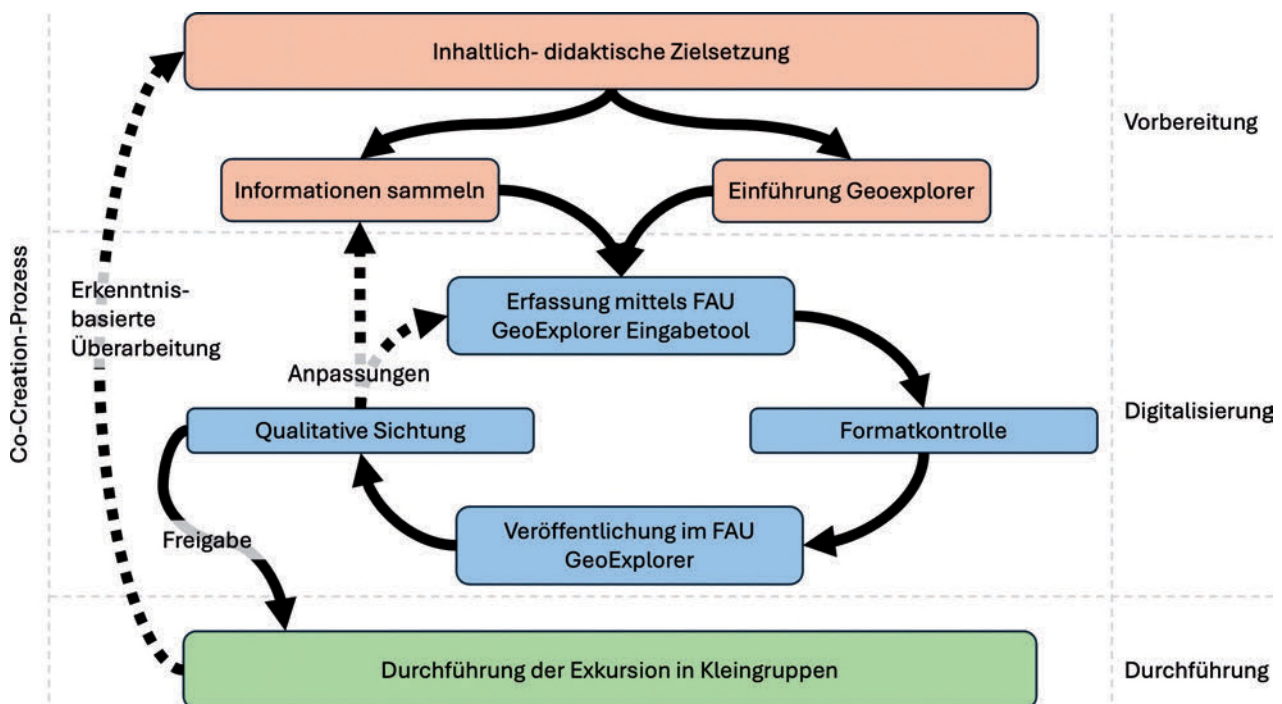 Inhaltlich- didaktische Zielsetzung
Vorbereitung
Informationen sammeln
Einführung Geoexplorer
Co-Creation-Prozess
Erkenntnis-
basierte
Überarbeitung
Erfassung mittels FAU
GeoExplorer Eingabetool
Anpassungen
Qualitative Sichtung
Formatkontrolle
Digitalisierung
Veröffentlichung im FAU
GeoExplorer
Freigabe
Durchführung der Exkursion in Kleingruppen
Durchführung